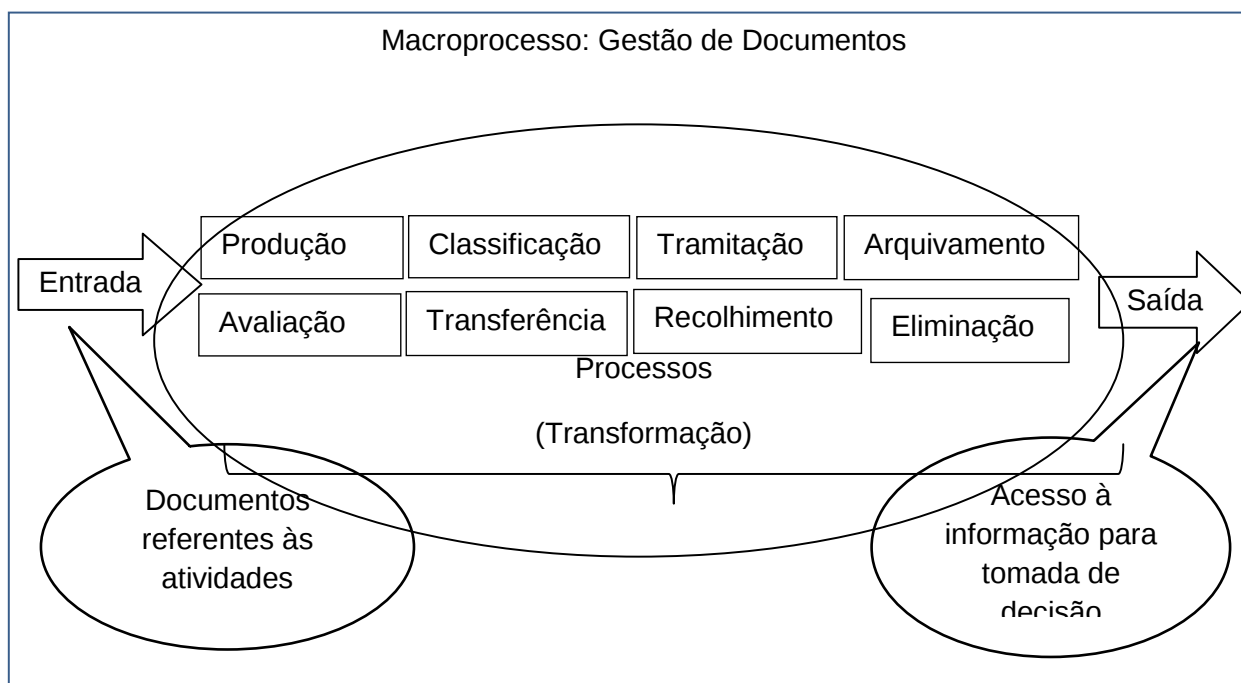 Macroprocesso: Gestão de Documentos
Produção
Classificação
Tramitação
Arquivamento
Entrada
Saída
Avaliação
Transferência
Recolhimento
Eliminação
Processos
(Transformação)
Documentos
referentes às
atividades
Acesso à
informação para
tomada de
decisão